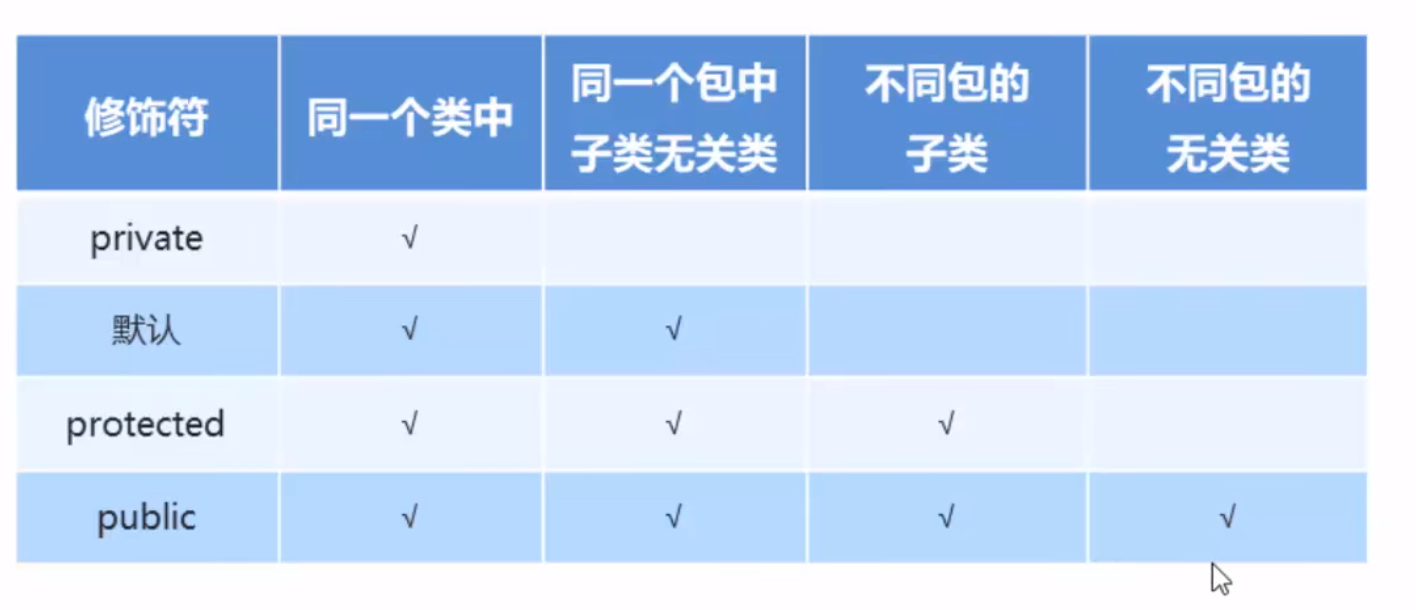 修饰符 同一个类中 同一个包中 不同包的 不同包的
子类无关类 子类 无关类
private √
默认 √ √
protected √ √ √
public √ √ √ √